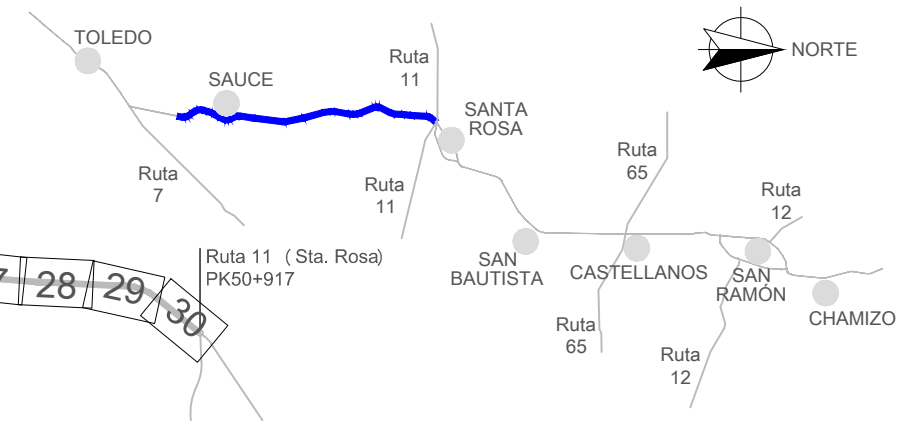 TOLEDO
SAUCE
Ruta
11
SANTA
ROSA
NORTE
Ruta
7
Ruta
11
Ruta
65
Ruta
12
SAN
BAUTISTA
CASTELLANOS
SAN
RAMÓN
CHAMIZO
Ruta
65
Ruta
12
Ruta 11 (Sta. Rosa)
PK50+917
7
28
29
30